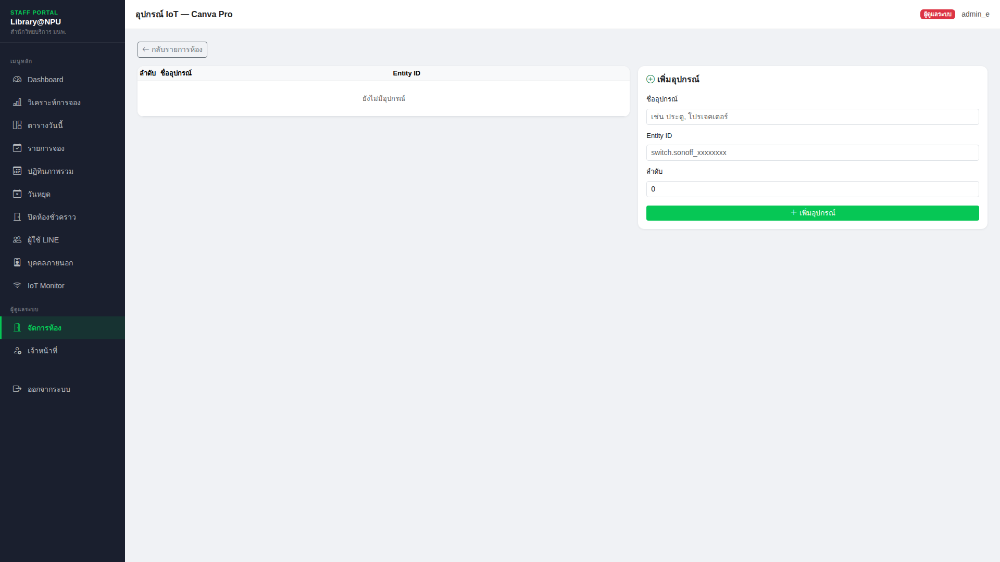 STAFF PORTAL
Library@NPU
สำนักวิทยบริการ มนพ.
เมนูหลัก
Dashboard
วิเคราะห์การจอง
ตารางวันนี้
รายการจอง
ปฏิทินภาพรวม
วันหยุด
ปิดห้องชั่วคราว
ผู้ใช้ LINE
บุคคลภายนอก
IoT Monitor
ผู้ดูแลระบบ
จัดการห้อง
เจ้าหน้าที่
ออกจากระบบ
อุปกรณ์ IoT — Canva Pro
ผู้ดูแลระบบ admin_e
← กลับรายการห้อง
ลำดับ ชื่ออุปกรณ์ Entity ID
ยังไม่มีอุปกรณ์
เพิ่มอุปกรณ์
ชื่ออุปกรณ์
เช่น ประตู, โปรเจคเตอร์
Entity ID
switch.sonoff_xxxxxxxx
ลำดับ
0
+ เพิ่มอุปกรณ์